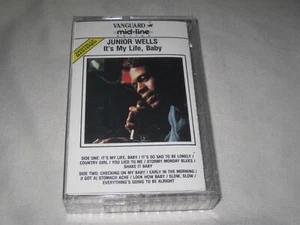 VANGUARD
mid-line
JUNIOR WELLS
It's My Life, Baby
SIDE ONE: IT'S MY LIFE, BABY / IT'S SO SAD TO BE LONELY /
COUNTRY GIRL / YOU LIED TO ME / STORMY MONDAY BLUES /
SHAKE IT BABY
SIDE TWO: CHECKING ON MY BABY / EARLY IN THE MORNING /
(I GOT A) STOMACH ACHE / LOOK HOW BABY / SLOW, SLOW /
EVERYTHING'S GOING TO BE ALRIGHT